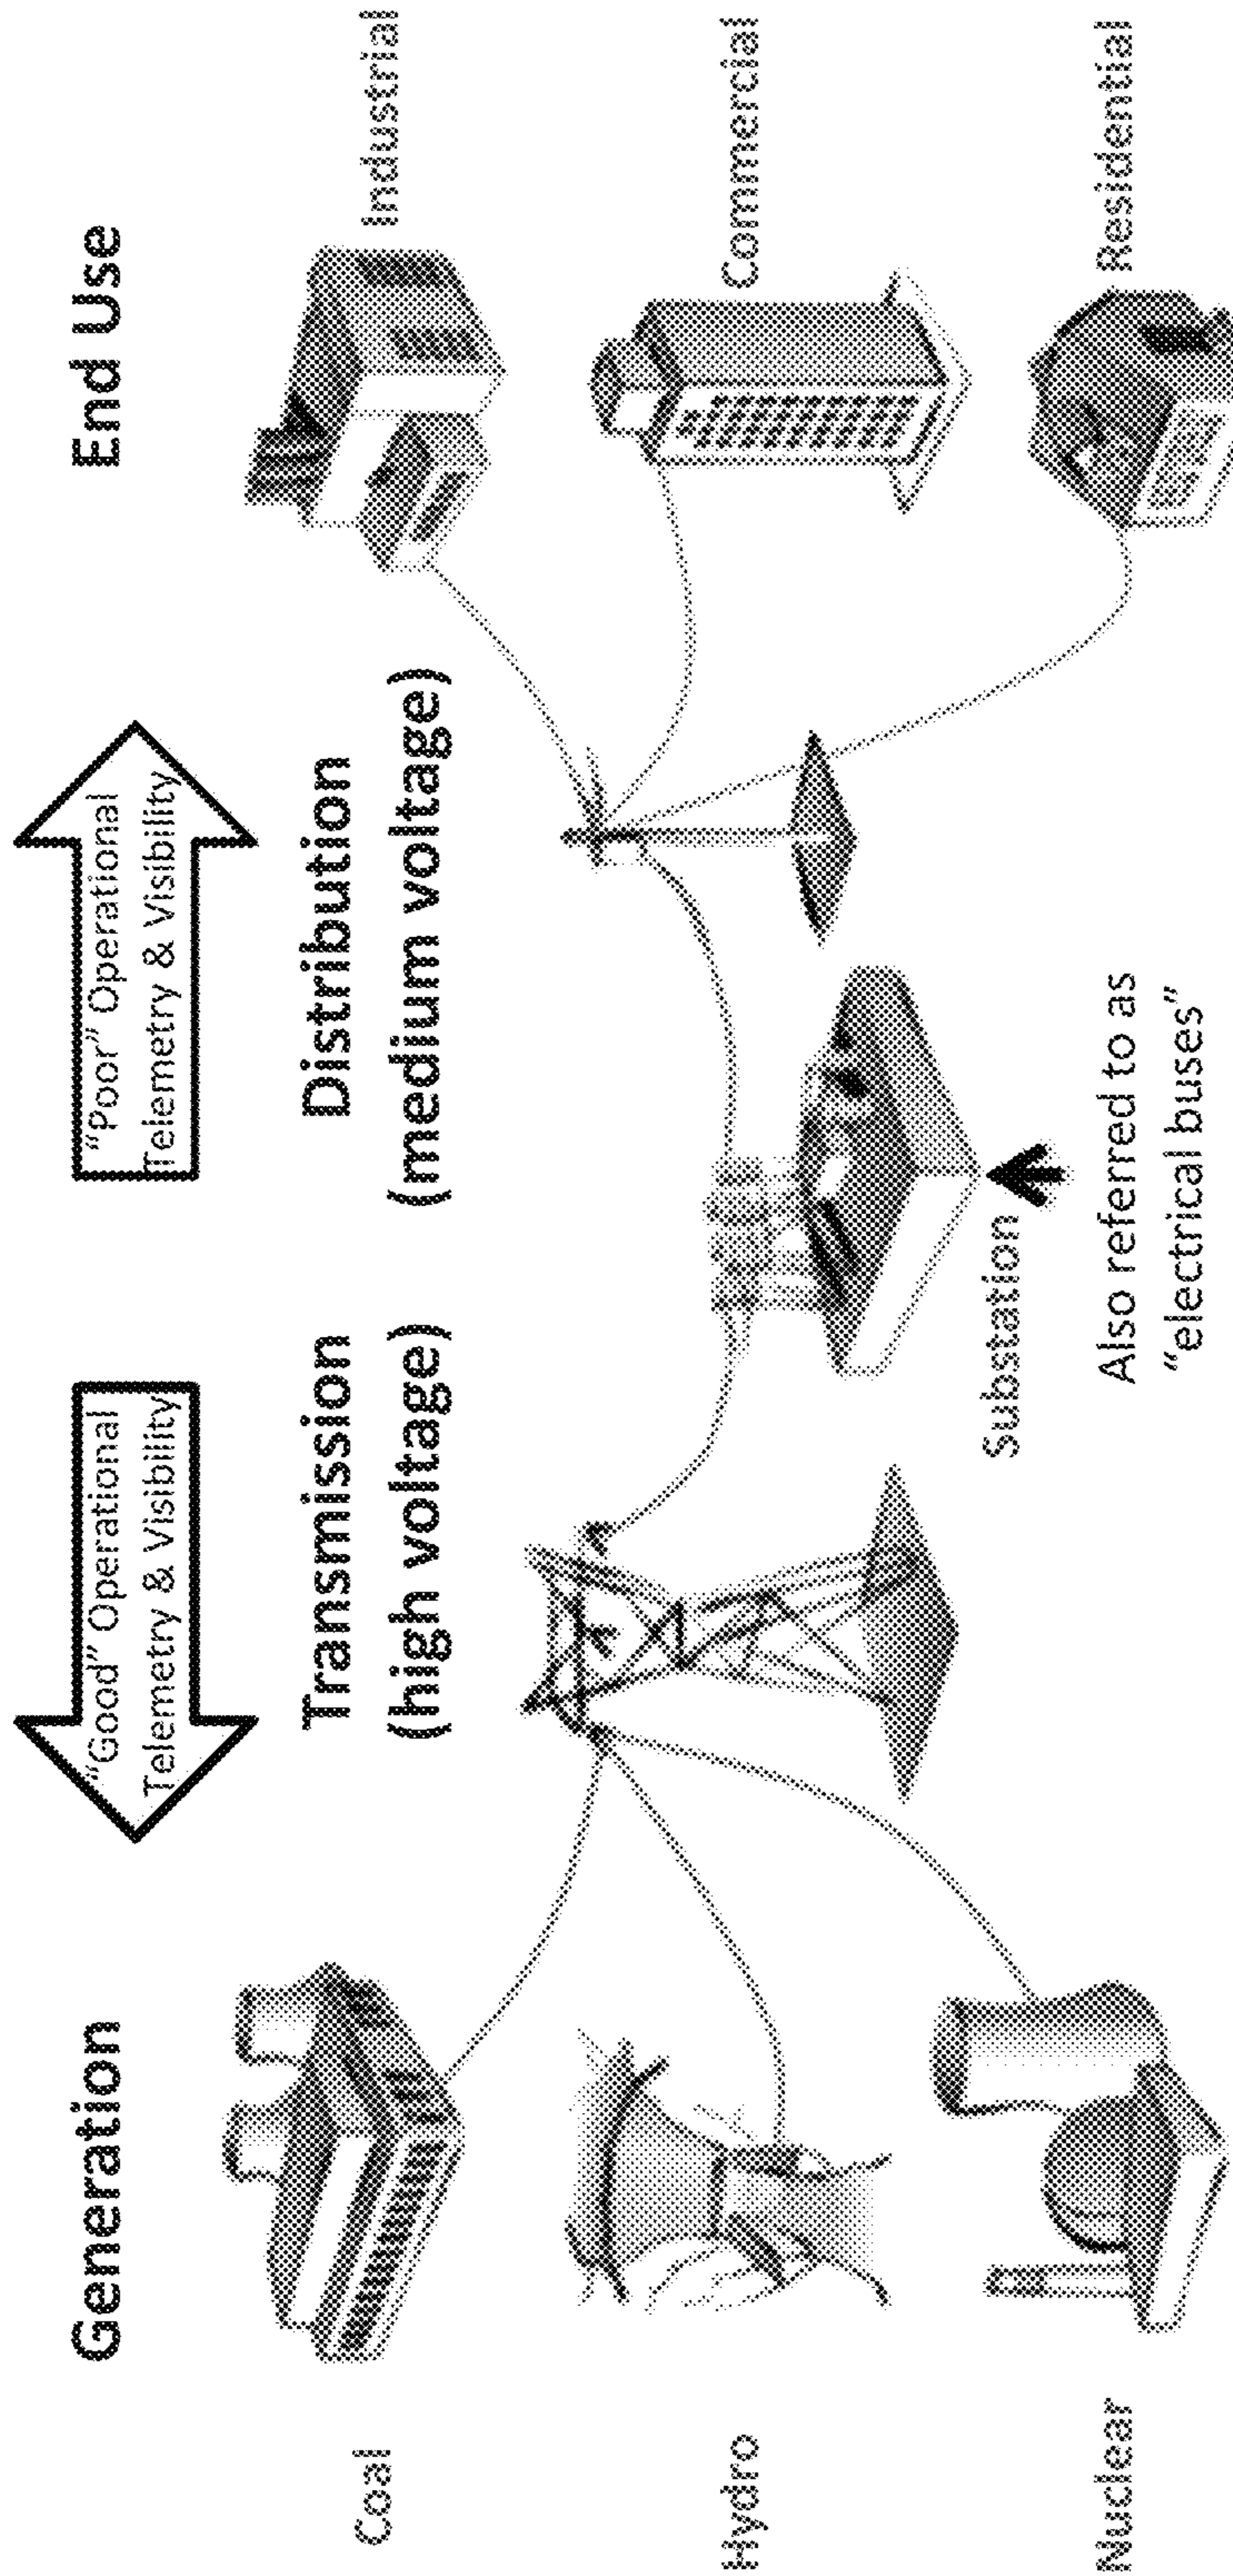 Generation
End Use
"Good" Operational
Telemetry & Visibility
"Poor" Operational
Telemetry & Visibility
Transmission
(high voltage)
Distribution
(medium voltage)
Coal
Hydro
Nuclear
Industrial
Commercial
Residential
Substation
Also referred to as
"electrical buses"